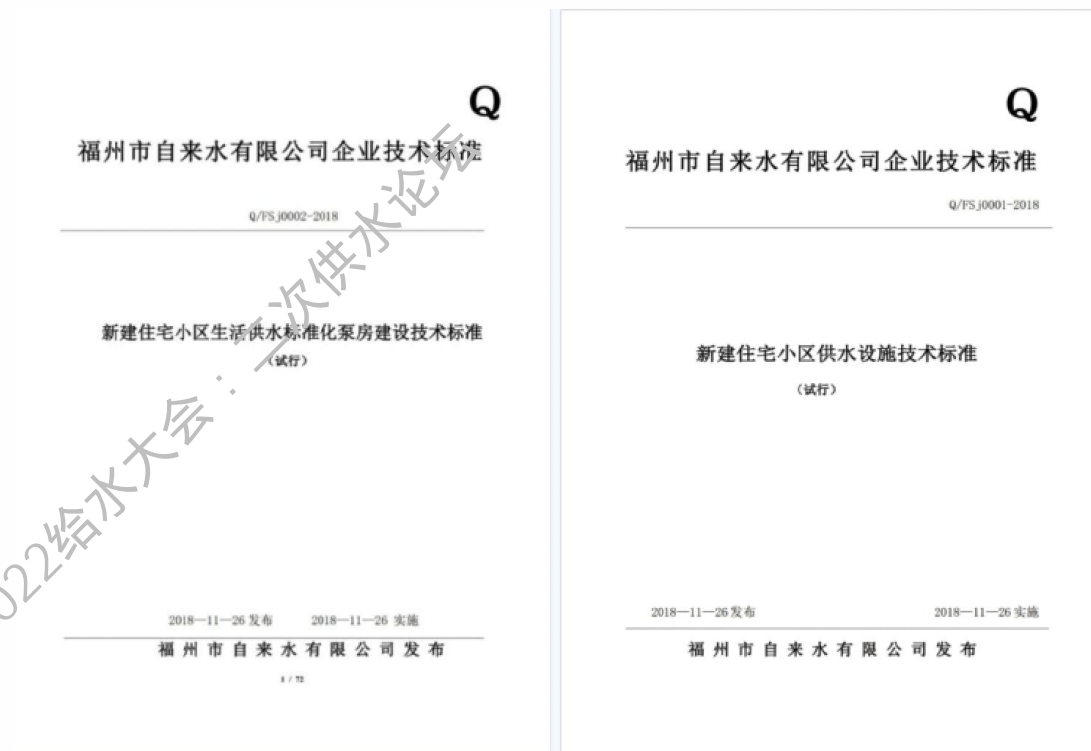 Q
福州市自来水有限公司企业技术标准
Q/FSj0002-2018
新建住宅小区生活供水标准化泵房建设技术标准
（试行）
2018—11—26 发布 2018—11—26 实施
福州市自来水有限公司发布
1 / 72
Q
福州市自来水有限公司企业技术标准
Q/FSj0001-2018
新建住宅小区供水设施技术标准
（试行）
2018—11—26发布 2018—11—26实施
福州市自来水有限公司发布
022给水大会：二次供水论坛